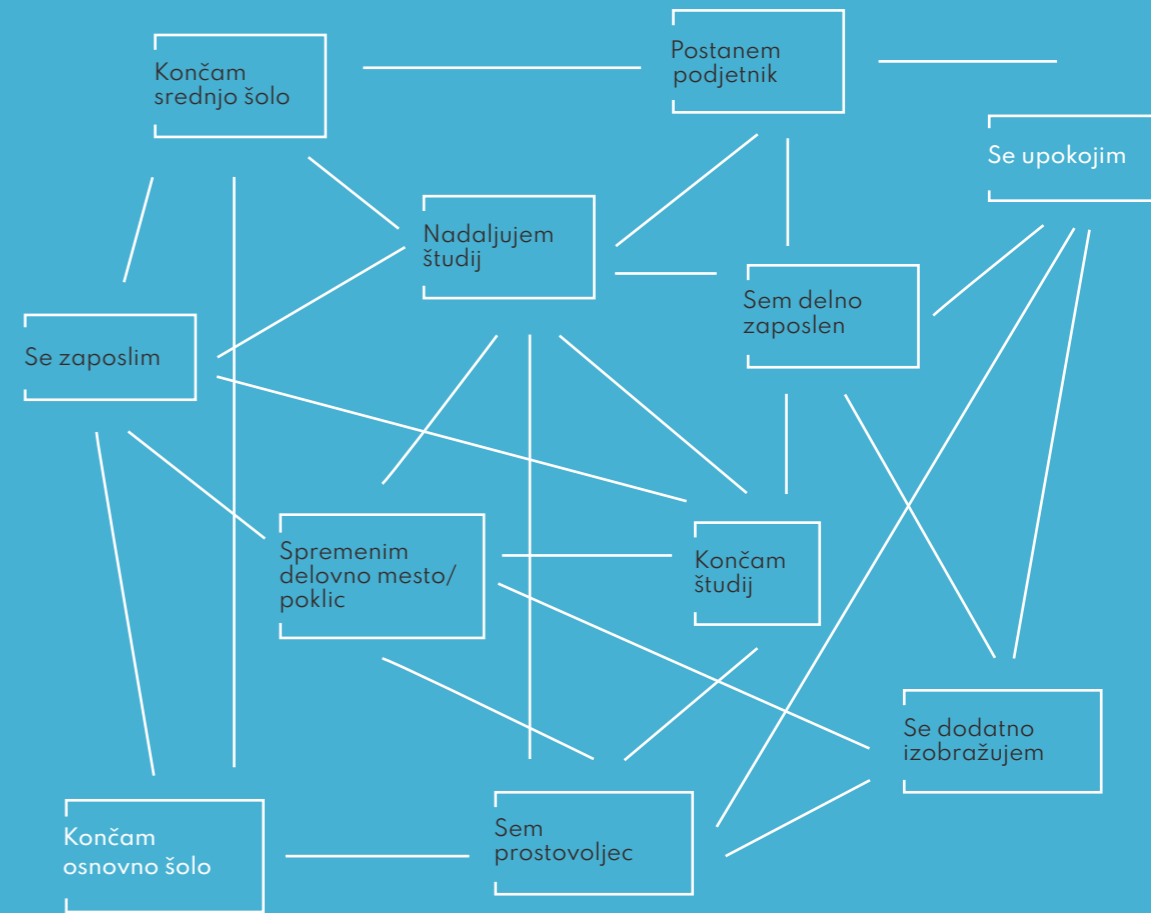 Končam
srednjo šolo
Postanem
podjetnik
Se upokojim
Nadaljujem
študij
Sem delno
zaposlen
Se zaposlim
Spremenim
delovno mesto/
poklic
Končam
študij
Se dodatno
izobražujem
Končam
osnovno šolo
Sem
prostovoljec